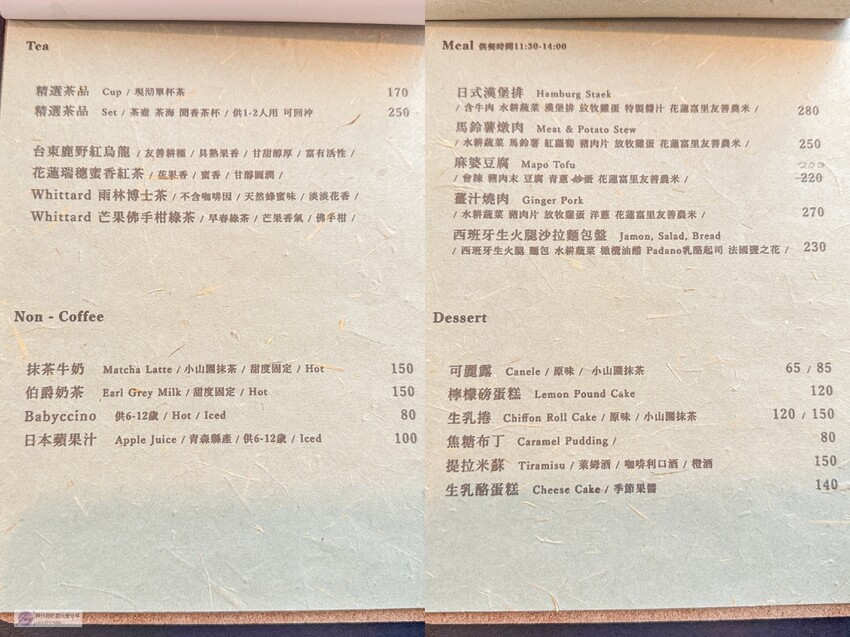 Tea
精選茶品 Cup / 現沏單杯茶 170
精選茶品 Set / 茶壺 茶海 聞香茶杯 / 供1-2人用 可回沖 250
台東鹿野紅烏龍 / 友善耕種 / 具熟果香 / 甘甜醇厚 / 富有活性 /
花蓮瑞穗蜜香紅茶 / 花果香 / 蜜香 / 甘醇圓潤 /
Whittard 雨林博士茶 / 不含咖啡因 / 天然蜂蜜味 / 淡淡花香 /
Whittard 芒果佛手柑綠茶 / 早春綠茶 / 芒果香氣 / 佛手柑 /
Non - Coffee
抹茶牛奶 Matcha Latte / 小山園抹茶 / 甜度固定 / Hot 150
伯爵奶茶 Earl Grey Milk / 甜度固定 / Hot 150
Babyccino 供6-12歲 / Hot / Iced 80
日本蘋果汁 Apple Juice / 青森縣產 / 供6-12歲 / Iced 100
Meal 供餐時間11:30-14:00
日式漢堡排 Hamburg Staek
/ 含牛肉 水耕蔬菜 漢堡排 放牧雞蛋 特製醬汁 花蓮富里友善農米 / 280
馬鈴薯燉肉 Meat & Potato Stew
/ 水耕蔬菜 馬鈴薯 紅蘿蔔 豬肉片 放牧雞蛋 花蓮富里友善農米 / 250
麻婆豆腐 Mapo Tofu 200
/ 會辣 豬肉末 豆腐 青蔥 蛋 花蓮富里友善農米 / 220
薑汁燒肉 Ginger Pork
/ 水耕蔬菜 豬肉片 放牧雞蛋 洋蔥 花蓮富里友善農米 / 270
西班牙生火腿沙拉麵包盤 Jamon, Salad, Bread
/ 西班牙生火腿 麵包 水耕蔬菜 橄欖油醋 Padano乳酪起司 法國鹽之花 / 230
Dessert
可麗露 Canele / 原味 / 小山園抹茶 65 / 85
檸檬磅蛋糕 Lemon Pound Cake 120
生乳捲 Chiffon Roll Cake / 原味 / 小山園抹茶 120 / 150
焦糖布丁 Caramel Pudding / 80
提拉米蘇 Tiramisu / 萊姆酒 / 咖啡利口酒 / 橙酒 150
生乳酪蛋糕 Cheese Cake / 季節果醬 140